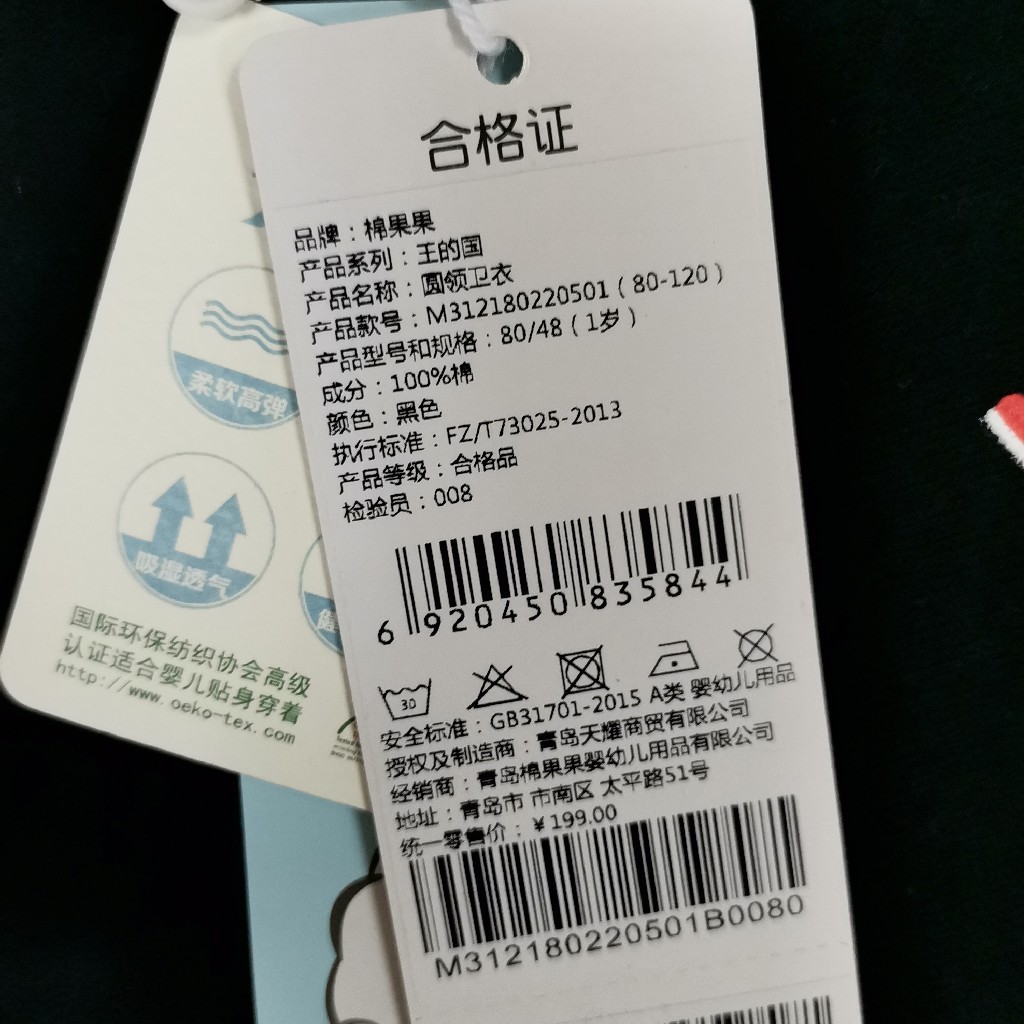 合格证
品牌：棉果果
产品系列：王的国
产品名称：圆领卫衣
产品款号：M312180220501（80-120）
产品型号和规格：80/48（1岁）
成分：100%棉
颜色：黑色
执行标准：FZ/T73025-2013
产品等级：合格品
检验员：008
6 920450 835844
30
安全标准：GB31701-2015 A类 婴幼儿用品
授权及制造商：青岛天耀商贸有限公司
经销商：青岛棉果果婴幼儿用品有限公司
地址：青岛市 市南区 太平路51号
统一零售价：￥199.00
M312180220501B0080
柔软高弹
吸湿透气
国际环保纺织协会高级
认证适合婴儿贴身穿着
http://www.oeko-tex.com